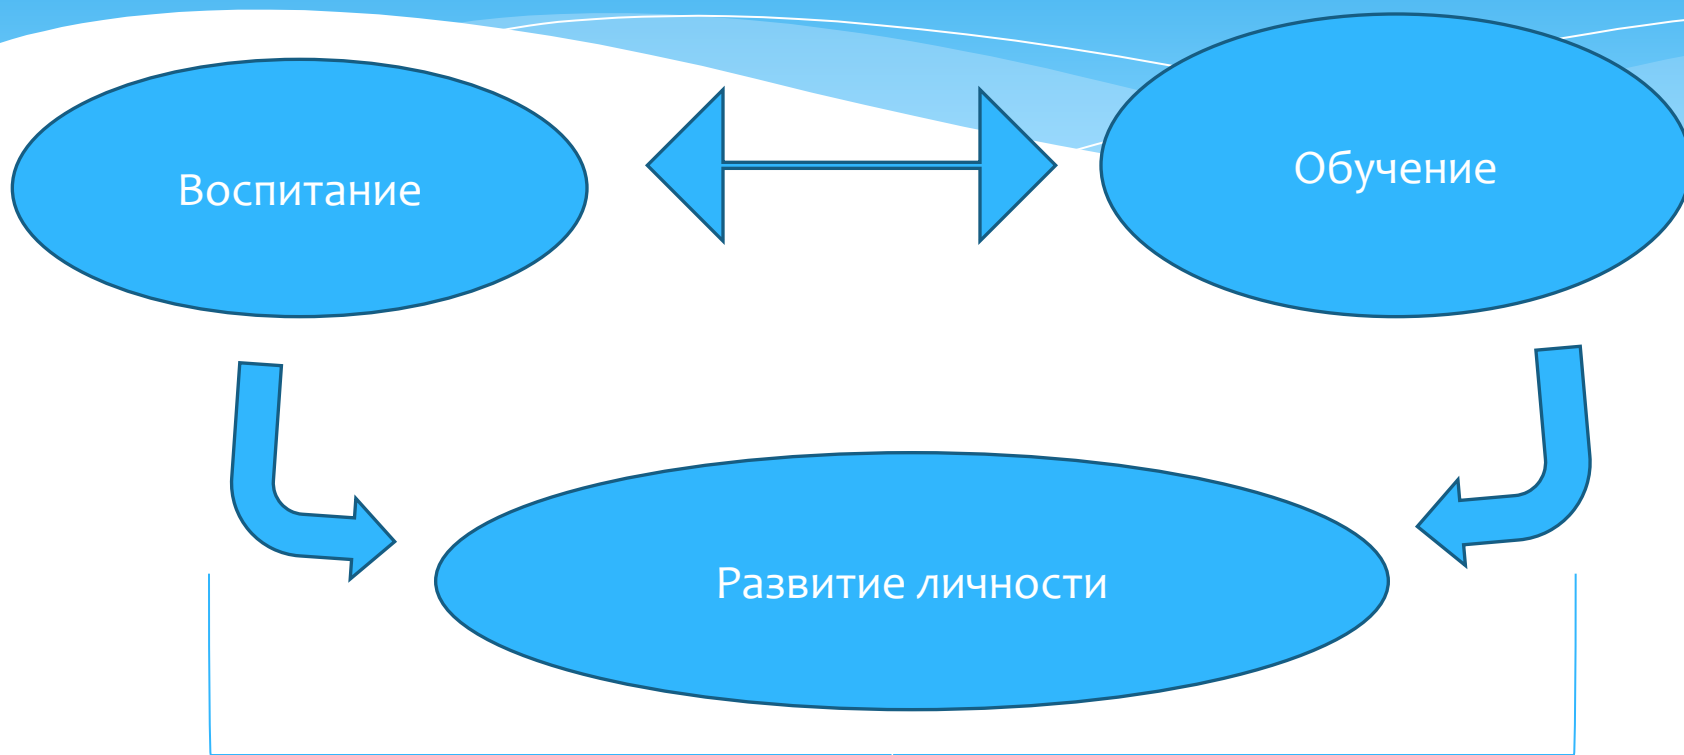 Воспитание
Обучение
Развитие личности